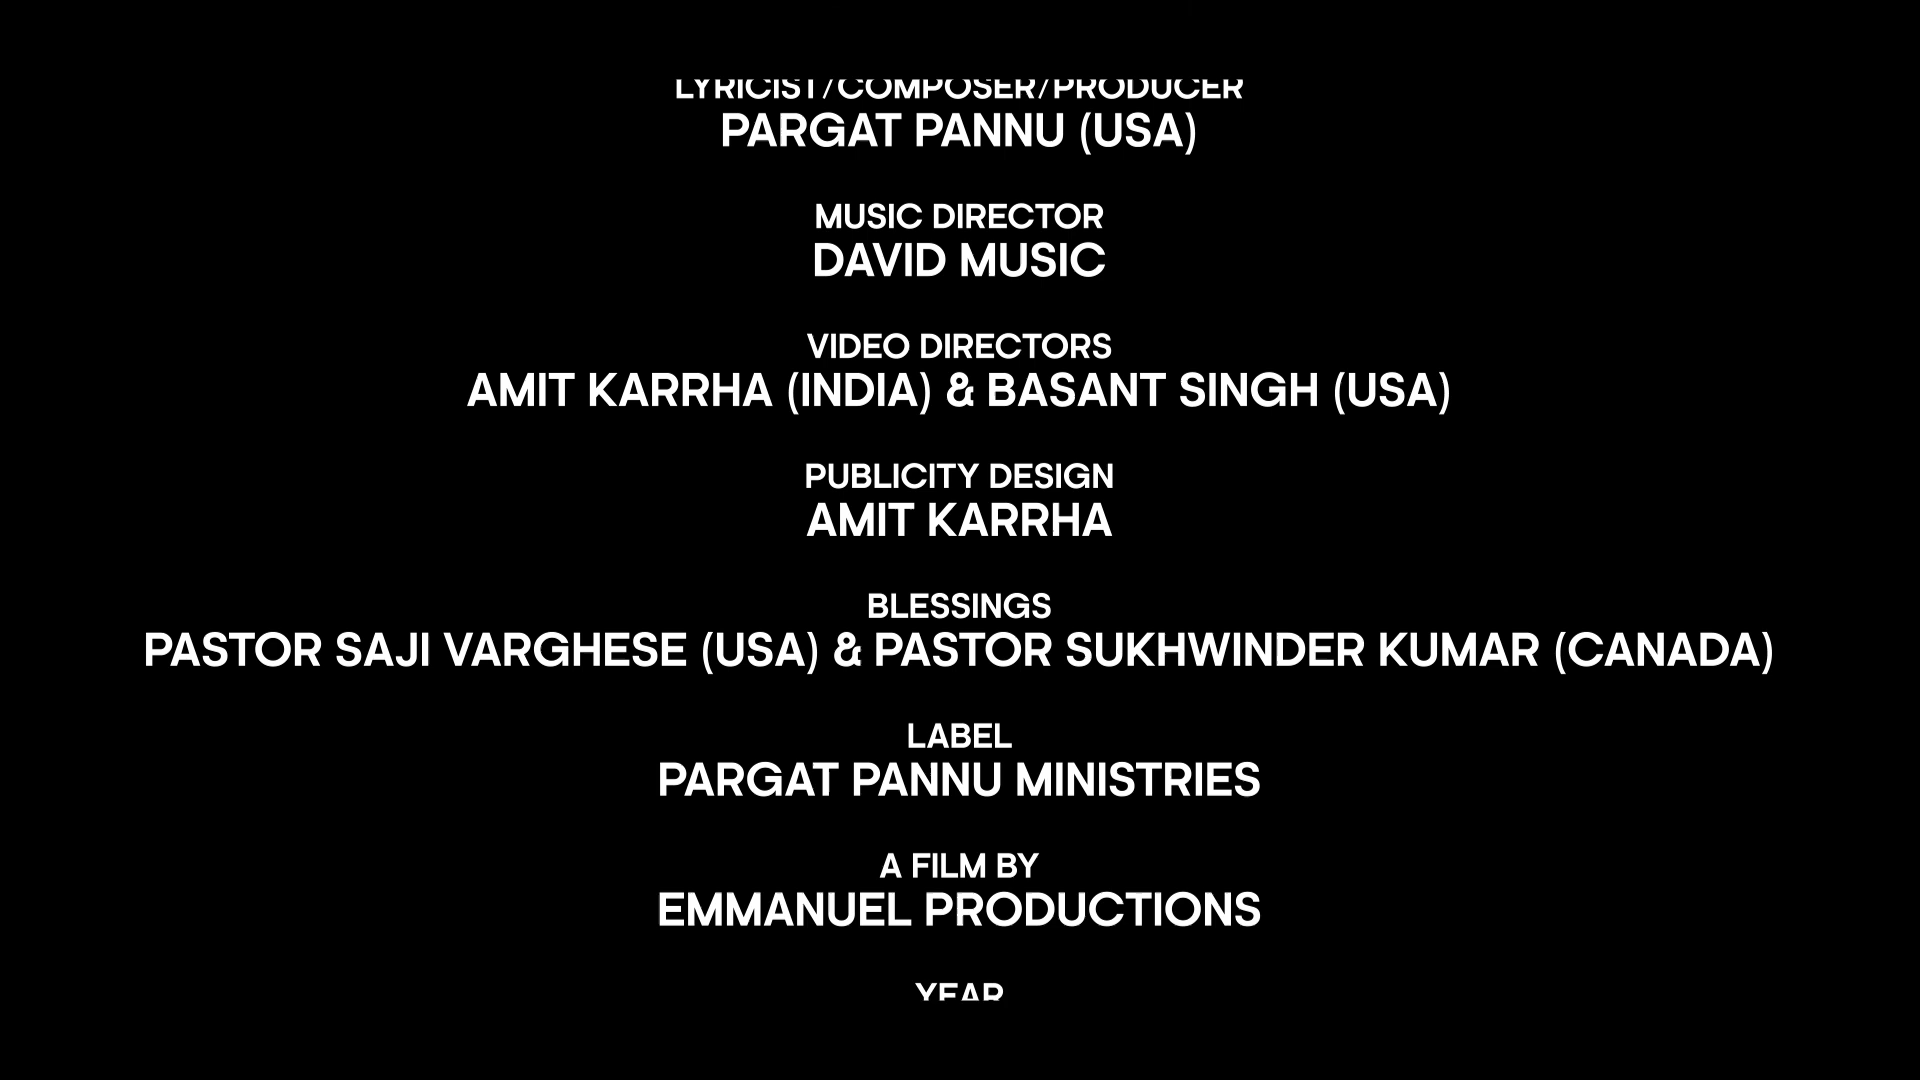 LYRICIST/COMPOSER/PRODUCER
PARGAT PANNU (USA)
MUSIC DIRECTOR
DAVID MUSIC
VIDEO DIRECTORS
AMIT KARRHA (INDIA) & BASANT SINGH (USA)
PUBLICITY DESIGN
AMIT KARRHA
BLESSINGS
PASTOR SAJI VARGHESE (USA) & PASTOR SUKHWINDER KUMAR (CANADA)
LABEL
PARGAT PANNU MINISTRIES
A FILM BY
EMMANUEL PRODUCTIONS
YEAR